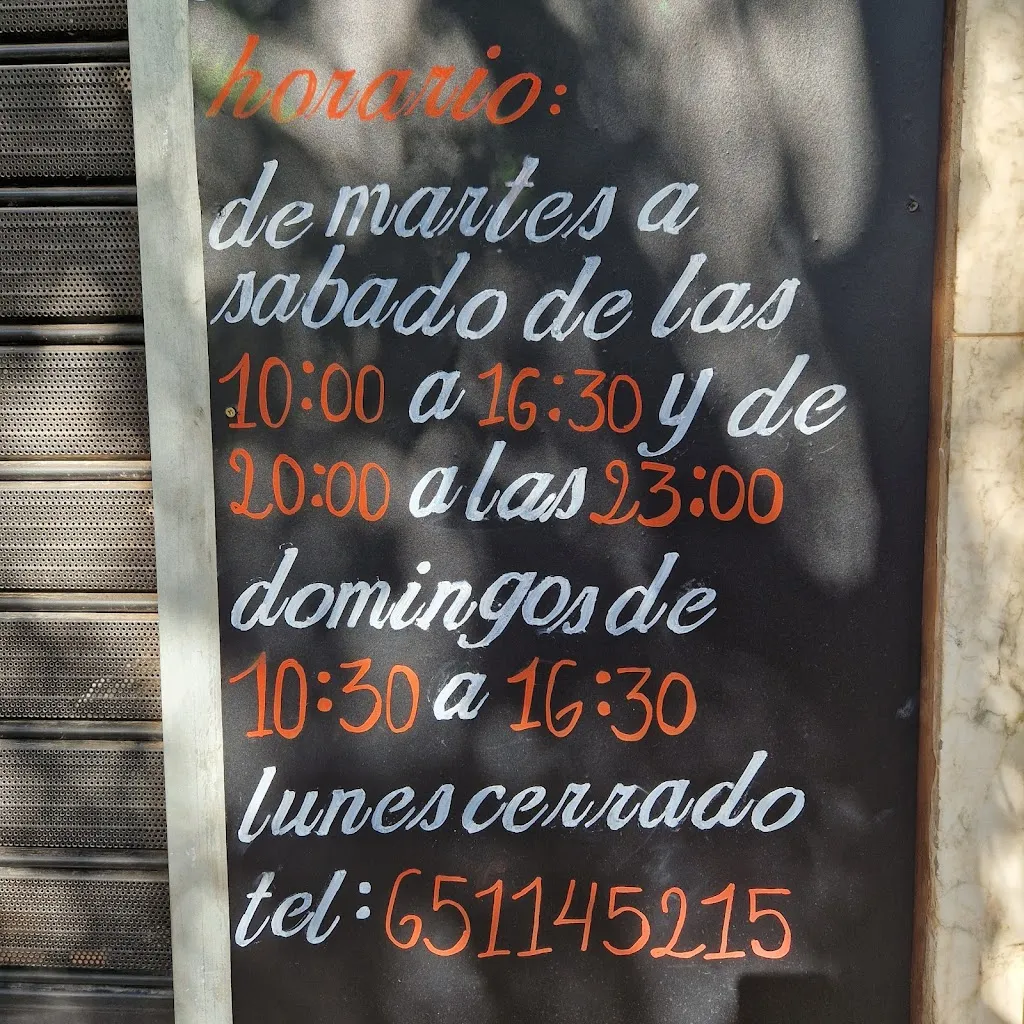 horario:
de martes a
sabado de las
10:00 a 16:30 y de
20:00 a las 23:00
domingos de
10:30 a 16:30
lunes cerrado
tel: 651145215